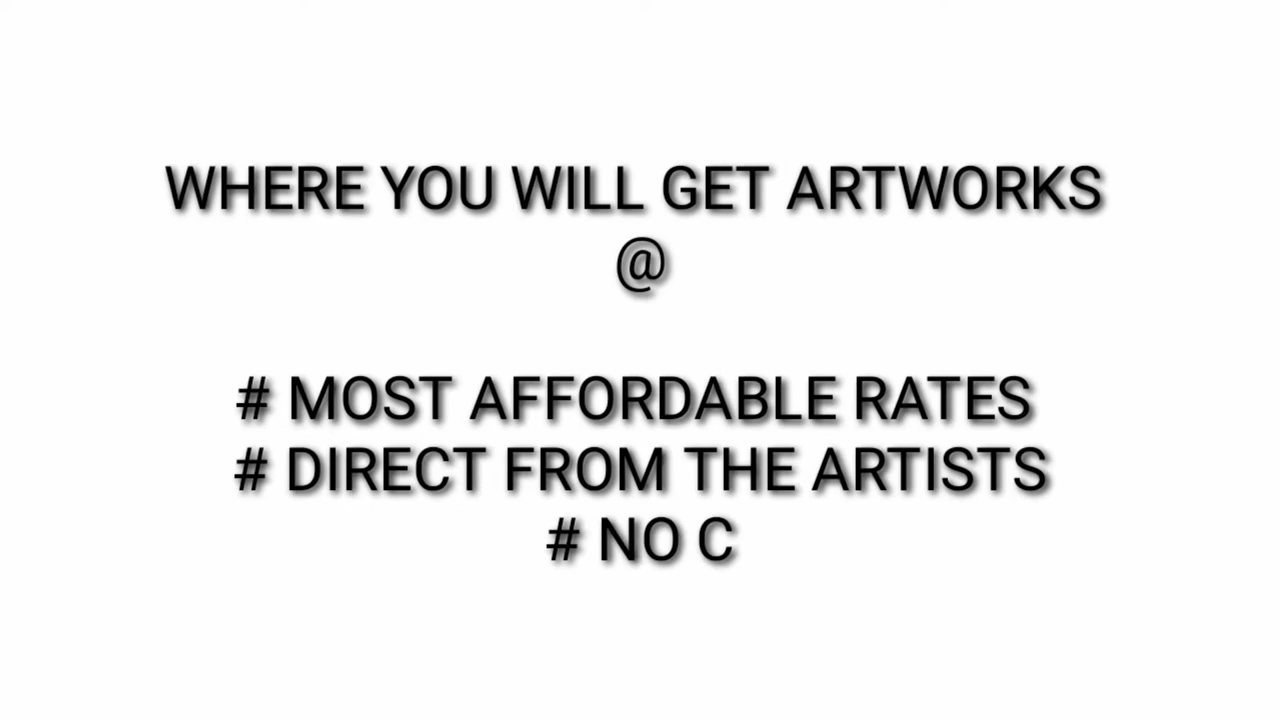 WHERE YOU WILL GET ARTWORKS
@
# MOST AFFORDABLE RATES
# DIRECT FROM THE ARTISTS
# NO C